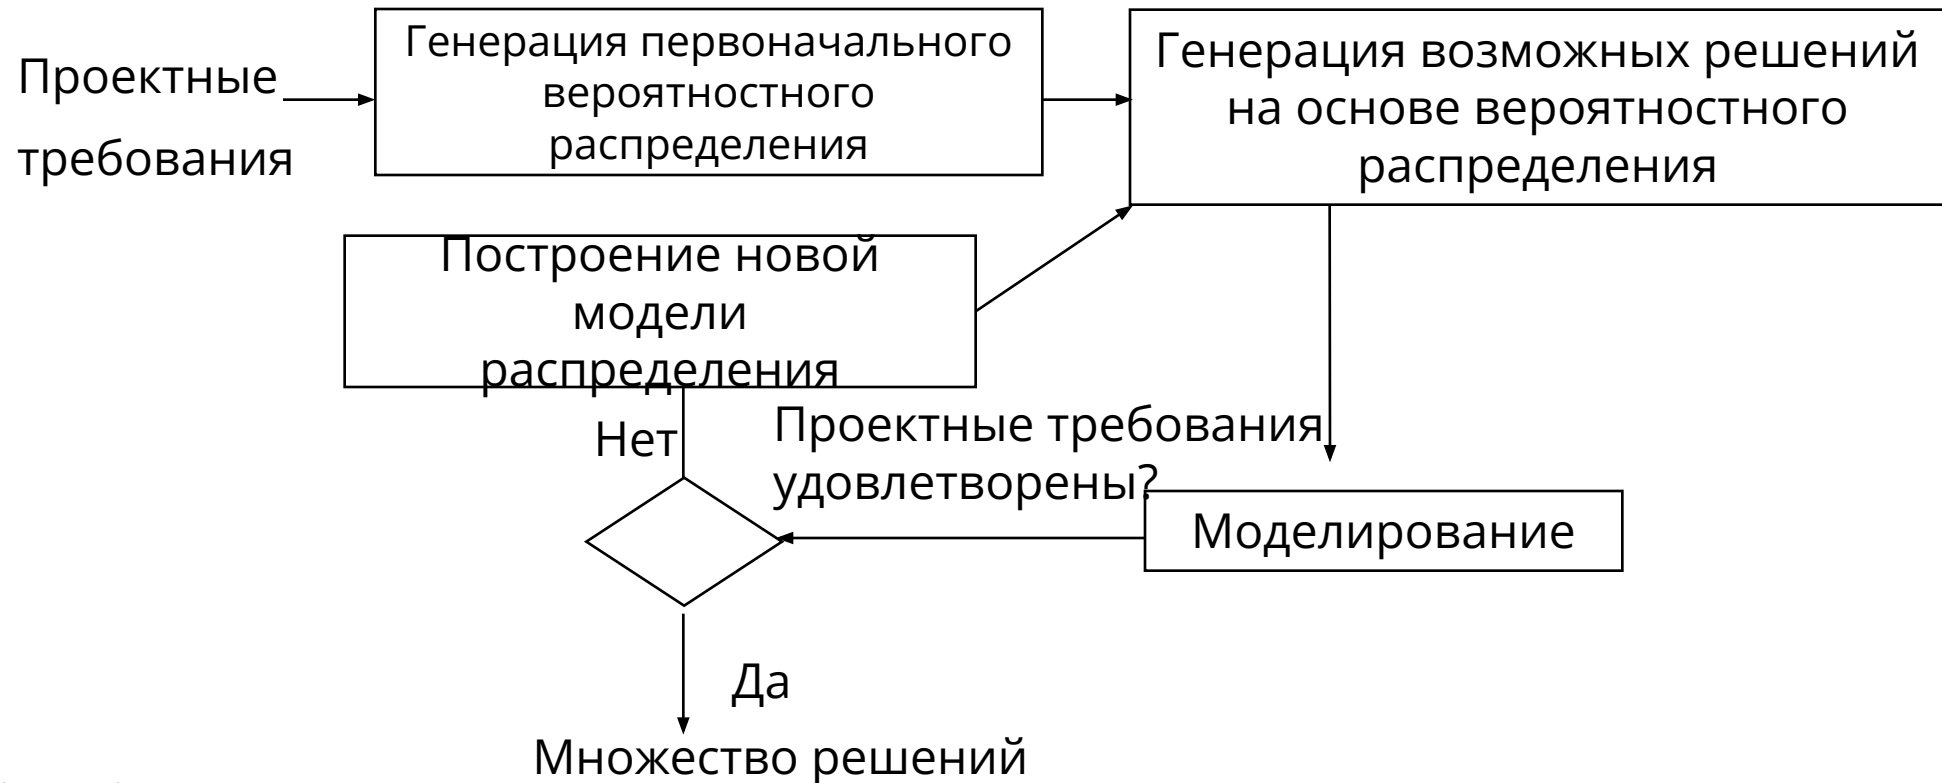 Проектные
требования
Генерация первоначального
вероятностного
распределения
Генерация возможных решений
на основе вероятностного
распределения
Построение новой
модели
распределения
Нет
Проектные требования
удовлетворены?
Моделирование
Да
Множество решений